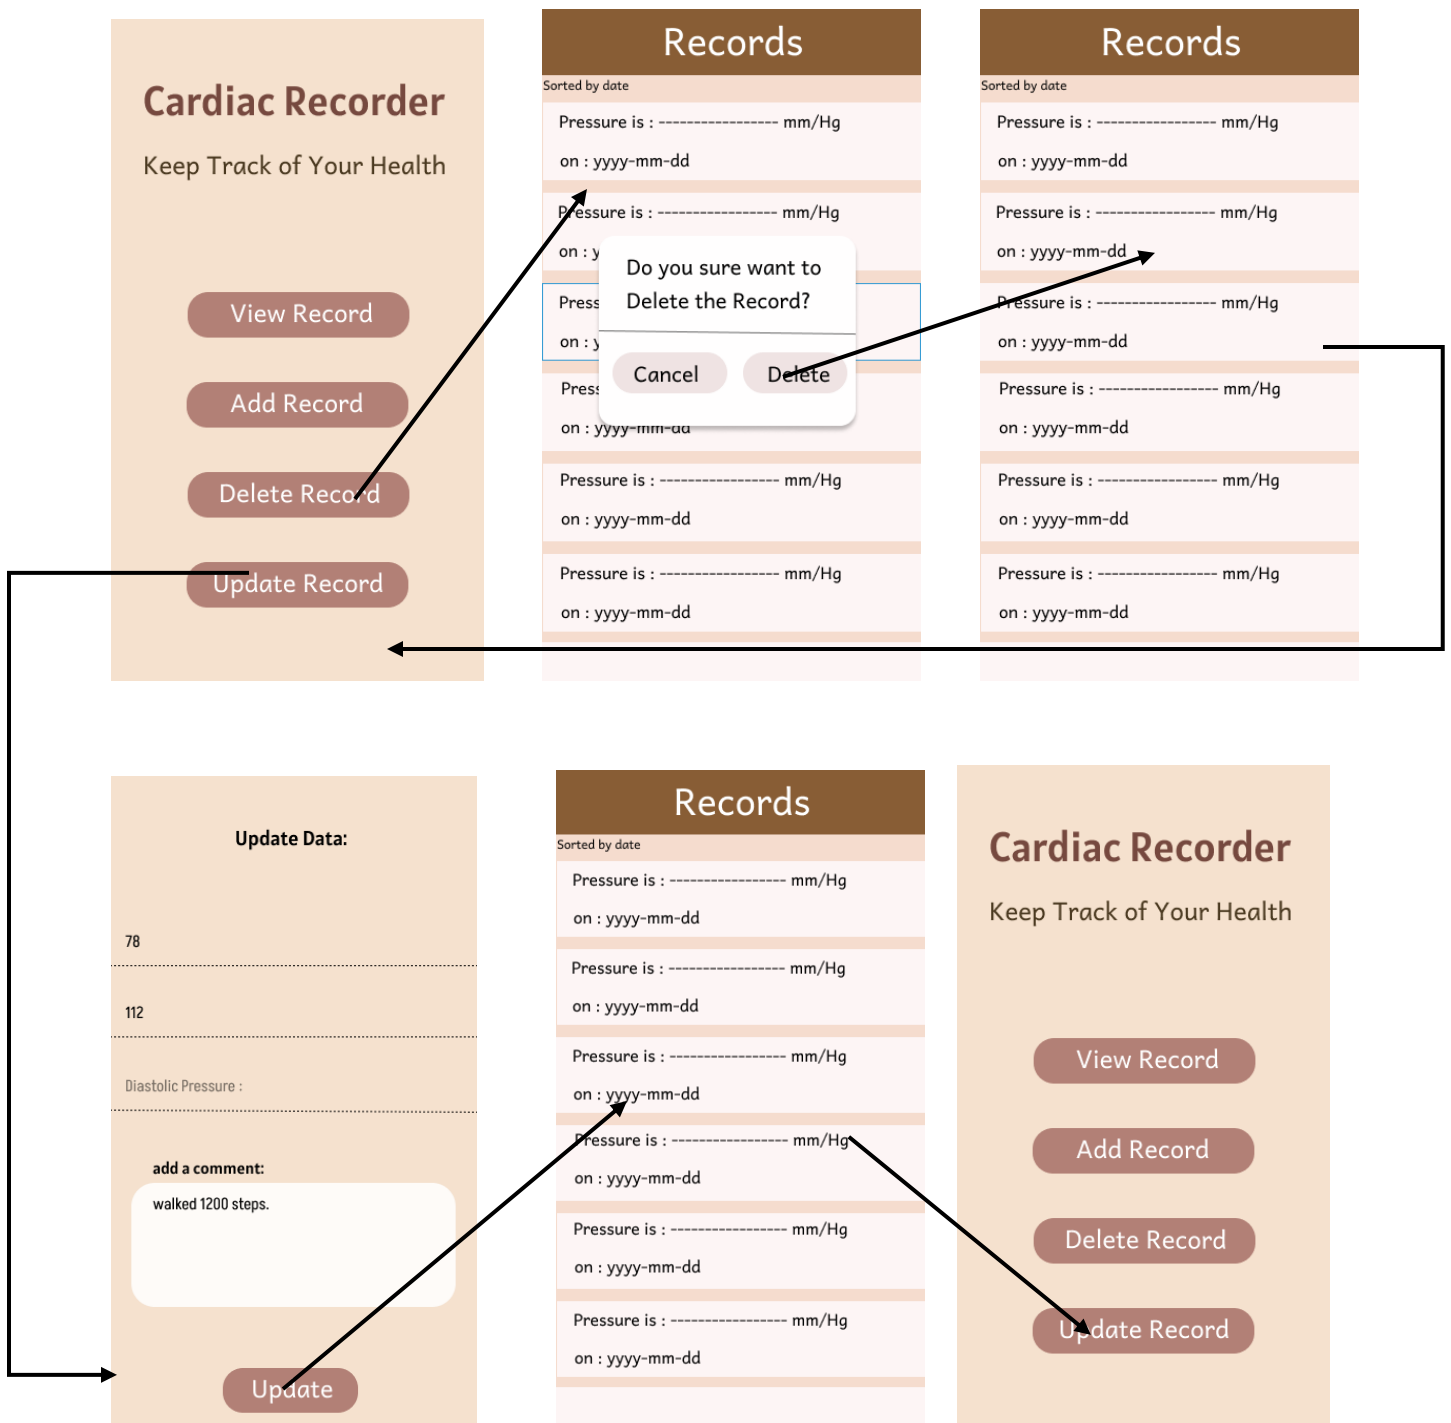 Cardiac Recorder
Keep Track of Your Health
View Record
Add Record
Delete Record
Update Record
Records
Sorted by date
Pressure is : ----------------- mm/Hg
on : yyyy-mm-dd
Pressure is : ----------------- mm/Hg
on : y
Press
on : y
Do you sure want to
Delete the Record?
Cancel
Delete
Pres
on : yyyy-mm-dd
Pressure is : ----------------- mm/Hg
on : yyyy-mm-dd
Pressure is : ----------------- mm/Hg
on : yyyy-mm-dd
Records
Sorted by date
Pressure is : ----------------- mm/Hg
on : yyyy-mm-dd
Pressure is : ----------------- mm/Hg
on : yyyy-mm-dd
Pressure is : ----------------- mm/Hg
on : yyyy-mm-dd
Pressure is : ----------------- mm/Hg
on : yyyy-mm-dd
Pressure is : ----------------- mm/Hg
on : yyyy-mm-dd
Pressure is : ----------------- mm/Hg
on : yyyy-mm-dd
Update Data:
78
112
Diastolic Pressure :
add a comment:
walked 1200 steps.
Update
Records
Sorted by date
Pressure is : ----------------- mm/Hg
on : yyyy-mm-dd
Pressure is : ----------------- mm/Hg
on : yyyy-mm-dd
Pressure is : ----------------- mm/Hg
on : yyyy-mm-dd
Pressure is : ----------------- mm/Hg
on : yyyy-mm-dd
Pressure is : ----------------- mm/Hg
on : yyyy-mm-dd
Pressure is : ----------------- mm/Hg
on : yyyy-mm-dd
Cardiac Recorder
Keep Track of Your Health
View Record
Add Record
Delete Record
Update Record